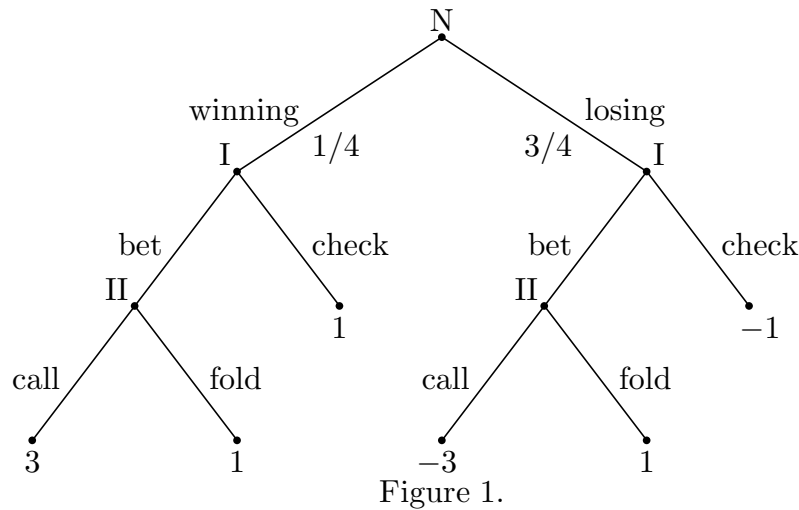 N
winning
losing
1/4
3/4
I
I
bet
check
bet
check
II
II
1
−1
call
fold
call
fold
3
1
−3
1
Figure 1.